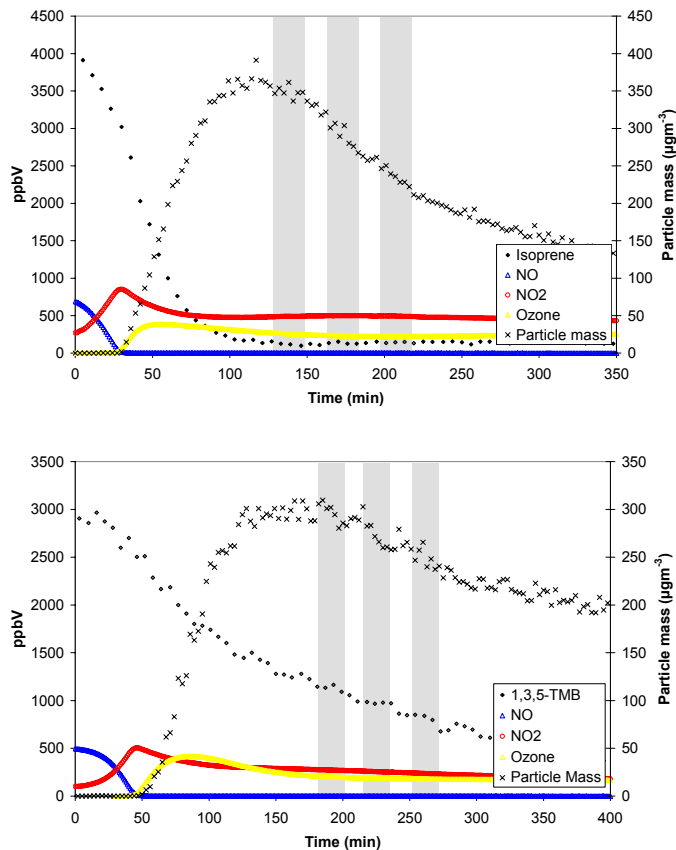 4500
450
4000
400
3500
350
3000
300
2500
250
2000
200
1500
150
1000
100
500
50
0
0
ppbV
Particle mass (µgm-3)
Isoprene
NO
NO2
Ozone
Particle mass
0 50 100 150 200 250 300 350
Time (min)
3500
350
3000
300
2500
250
2000
200
1500
150
1000
100
500
50
0
0
ppbV
Particle mass (µgm-3)
1,3,5-TMB
NO
NO2
Ozone
Particle Mass
0 50 100 150 200 250 300 350 400
Time (min)